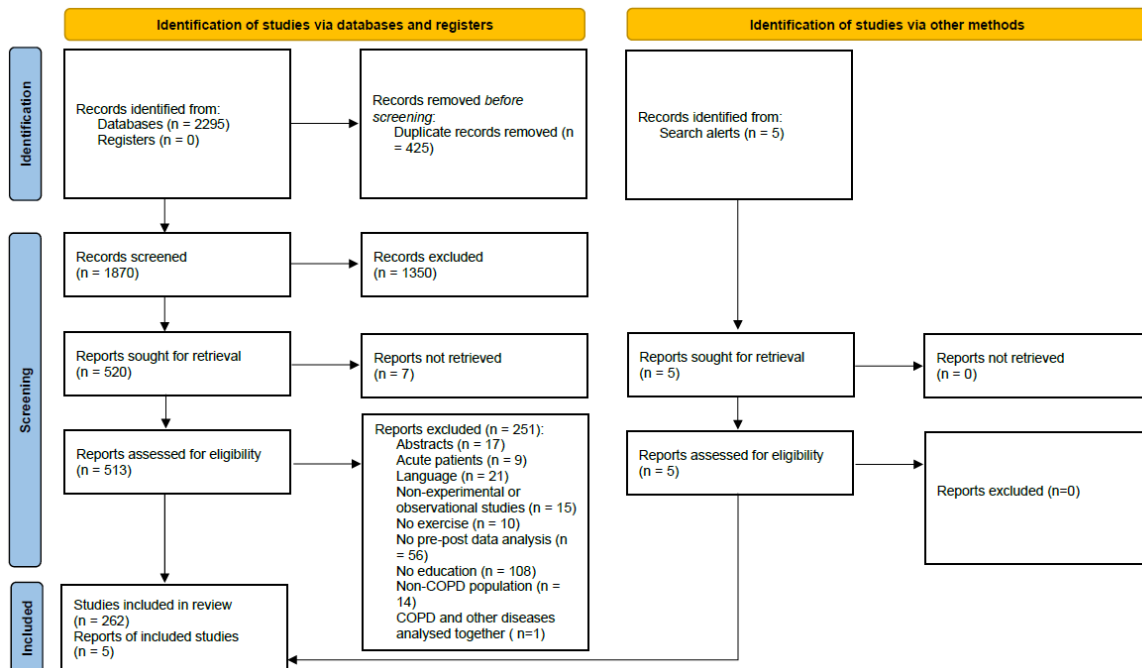 Identification of studies via databases and registers
Identification of studies via other methods
Identification
Records identified from:
Databases (n = 2295)
Registers (n = 0)
Records removed before
screening:
Duplicate records removed (n
= 425)
Records identified from:
Search alerts (n = 5)
Screening
Records screened
(n = 1870)
Records excluded
(n = 1350)
Reports sought for retrieval
(n = 520)
Reports not retrieved
(n = 7)
Reports sought for retrieval
(n = 5)
Reports not retrieved
(n = 0)
Reports assessed for eligibility
(n = 513)
Reports excluded (n = 251):
Abstracts (n = 17)
Acute patients (n = 9)
Language (n = 21)
Non-experimental or
observational studies (n = 15)
No exercise (n = 10)
No pre-post data analysis (n
= 56)
No education (n = 108)
Non-COPD population (n =
14)
COPD and other diseases
analysed together ( n=1)
Reports assessed for eligibility
(n = 5)
Reports excluded (n=0)
Included
Studies included in review
(n = 262)
Reports of included studies
(n = 5)